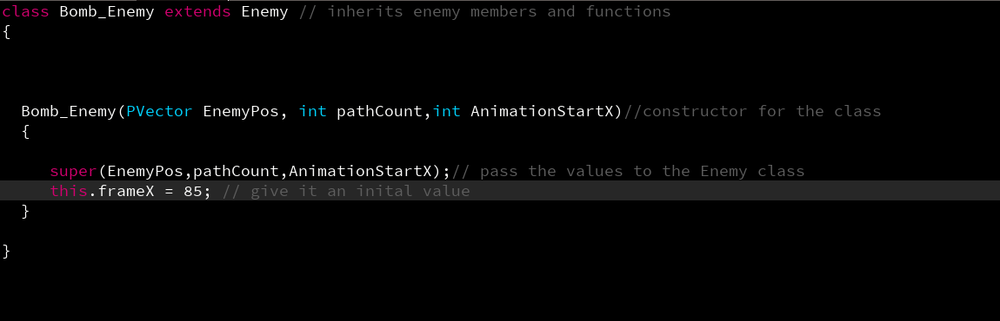 class Bomb_Enemy extends Enemy // inherits enemy members and functions
{
Bomb_Enemy(PVector EnemyPos, int pathCount,int AnimationStartX)//constructor for the class
{
super(EnemyPos,pathCount,AnimationStartX);// pass the values to the Enemy class
this.frameX = 85; // give it an inital value
}
}